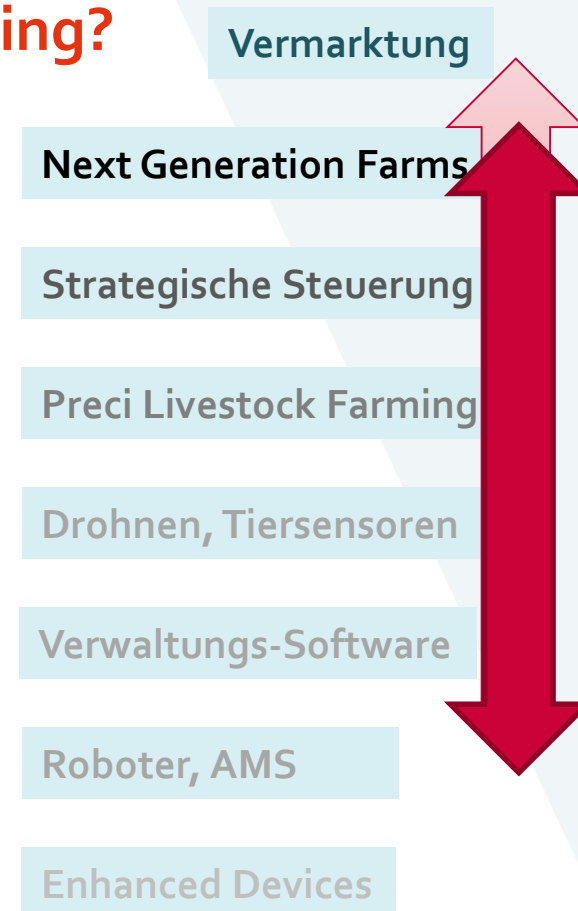 ing?
Vermarktung
Next Generation Farms
Strategische Steuerung
Preci Livestock Farming
Drohnen, Tiersensoren
Verwaltungs-Software
Roboter, AMS
Enhanced Devices